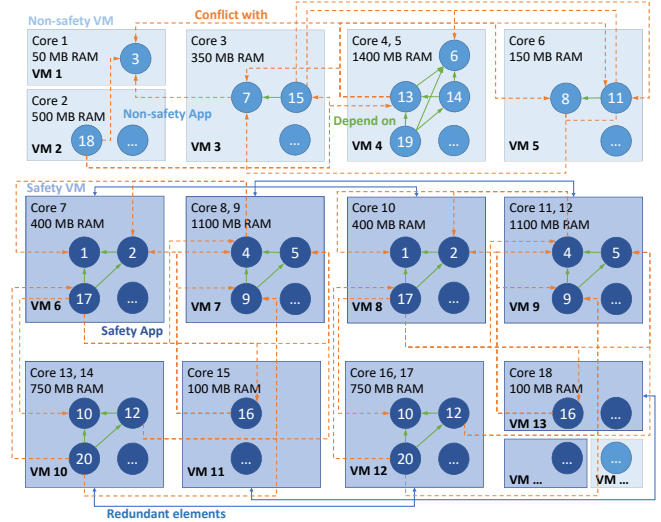 Non-safety VM
Conflict with
Core 1
50 MB RAM
VM 1
3
Core 2
500 MB RAM
18
...
VM 2
Non-safety App
Core 3
350 MB RAM
7
15
...
VM 3
Core 4, 5
1400 MB RAM
6
13
14
Depend on
19
...
VM 4
Core 6
150 MB RAM
8
11
...
VM 5
Safety VM
Core 7
400 MB RAM
1
2
17
...
VM 6
Safety App
Core 8, 9
1100 MB RAM
4
5
9
...
VM 7
Core 10
400 MB RAM
1
2
17
...
VM 8
Core 11, 12
1100 MB RAM
4
5
9
...
VM 9
Core 13, 14
750 MB RAM
10
12
20
...
VM 10
Core 15
100 MB RAM
16
...
VM 11
Core 16, 17
750 MB RAM
10
12
20
...
VM 12
Core 18
100 MB RAM
16
...
VM 13
...
VM ...
...
VM ...
Redundant elements